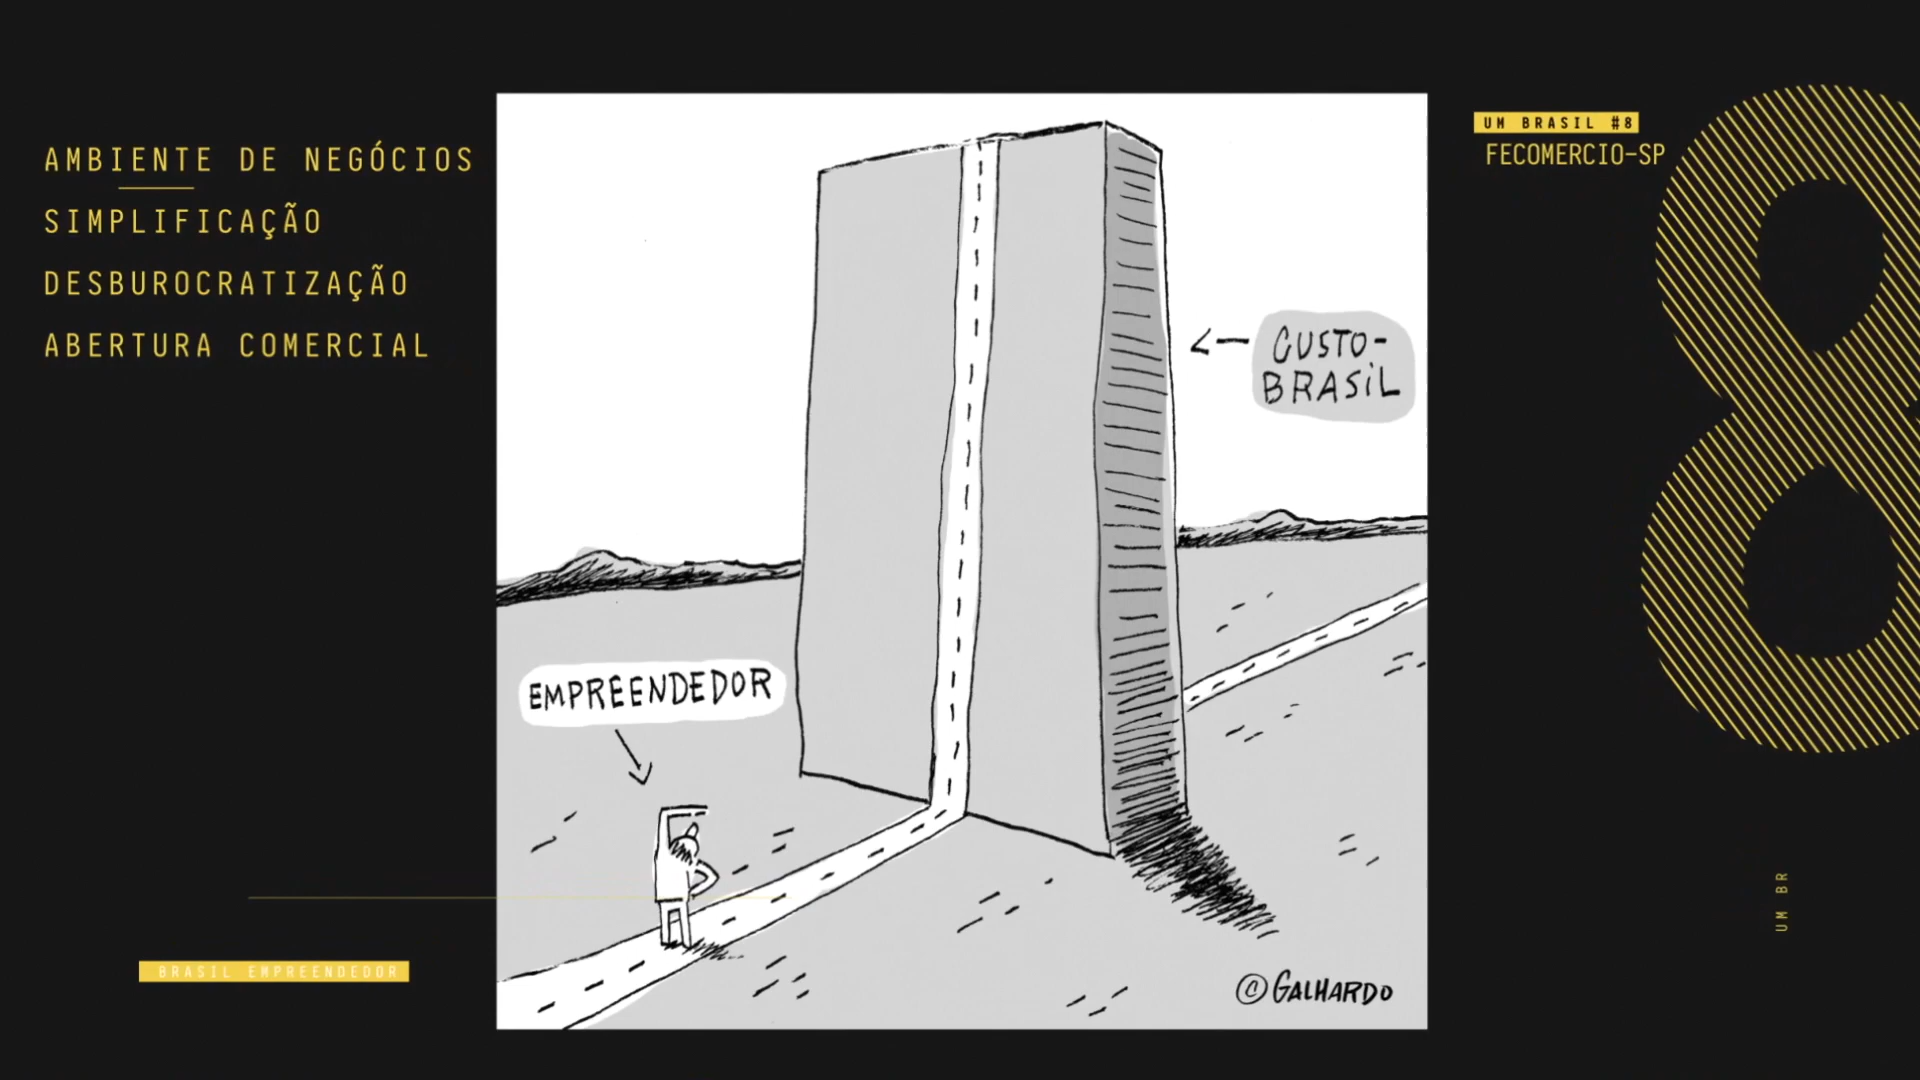 AMBIENTE DE NEGÓCIOS
SIMPLIFICAÇÃO
DESBUROCRATIZAÇÃO
ABERTURA COMERCIAL
BRASIL EMPREENDEDOR
EMPREENDEDOR
CUSTO-
BRASIL
©GALHARDO
UM BRASIL #8
FECOMERCIO-SP
8
UM BR